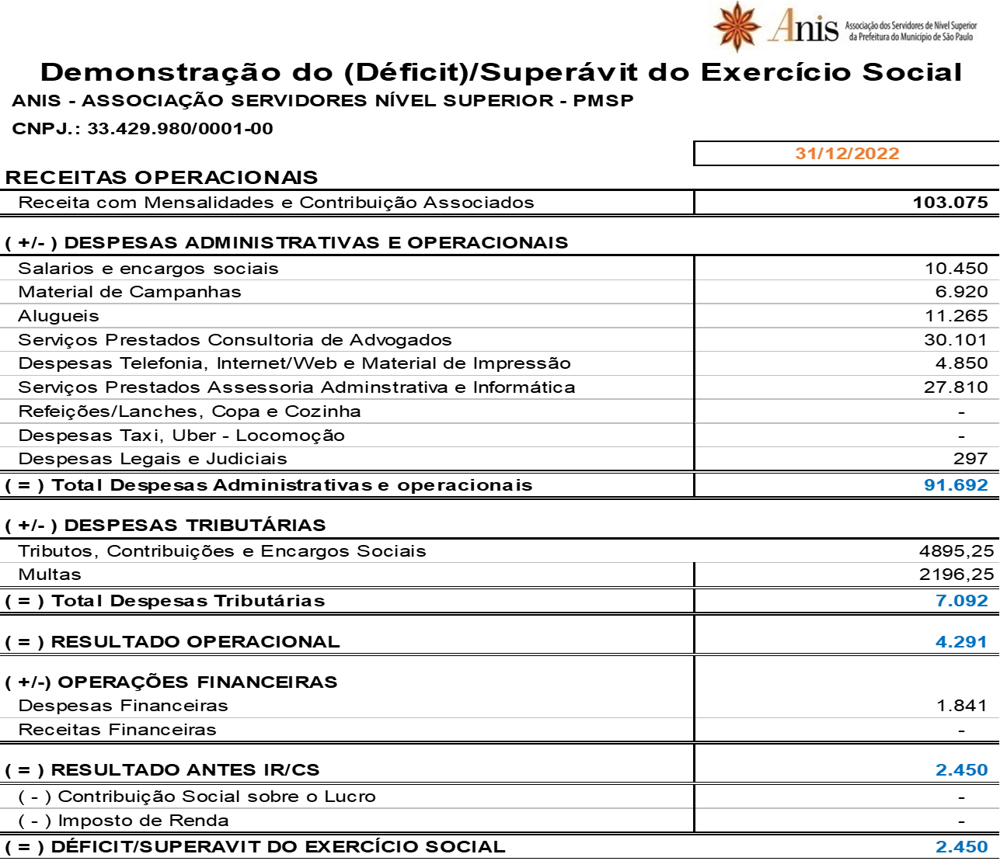 Anis Associação dos Servidores de Nível Superior
da Prefeitura do Município de São Paulo
Demonstração do (Déficit)/Superávit do Exercício Social
ANIS - ASSOCIAÇÃO SERVIDORES NÍVEL SUPERIOR - PMSP
CNPJ.: 33.429.980/0001-00
31/12/2022
RECEITAS OPERACIONAIS
Receita com Mensalidades e Contribuição Associados 103.075
( +/- ) DESPESAS ADMINISTRATIVAS E OPERACIONAIS
Salarios e encargos sociais 10.450
Material de Campanhas 6.920
Alugueis 11.265
Serviços Prestados Consultoria de Advogados 30.101
Despesas Telefonia, Internet/Web e Material de Impressão 4.850
Serviços Prestados Assessoria Adminstrativa e Informática 27.810
Refeições/Lanches, Copa e Cozinha -
Despesas Taxi, Uber - Locomoção -
Despesas Legais e Judiciais 297
( = ) Total Despesas Administrativas e operacionais 91.692
( +/- ) DESPESAS TRIBUTÁRIAS
Tributos, Contribuições e Encargos Sociais 4895,25
Multas 2196,25
( = ) Total Despesas Tributárias 7.092
( = ) RESULTADO OPERACIONAL 4.291
( +/-) OPERAÇÕES FINANCEIRAS
Despesas Financeiras 1.841
Receitas Financeiras -
( = ) RESULTADO ANTES IR/CS 2.450
( - ) Contribuição Social sobre o Lucro -
( - ) Imposto de Renda -
( = ) DÉFICIT/SUPERAVIT DO EXERCÍCIO SOCIAL 2.450